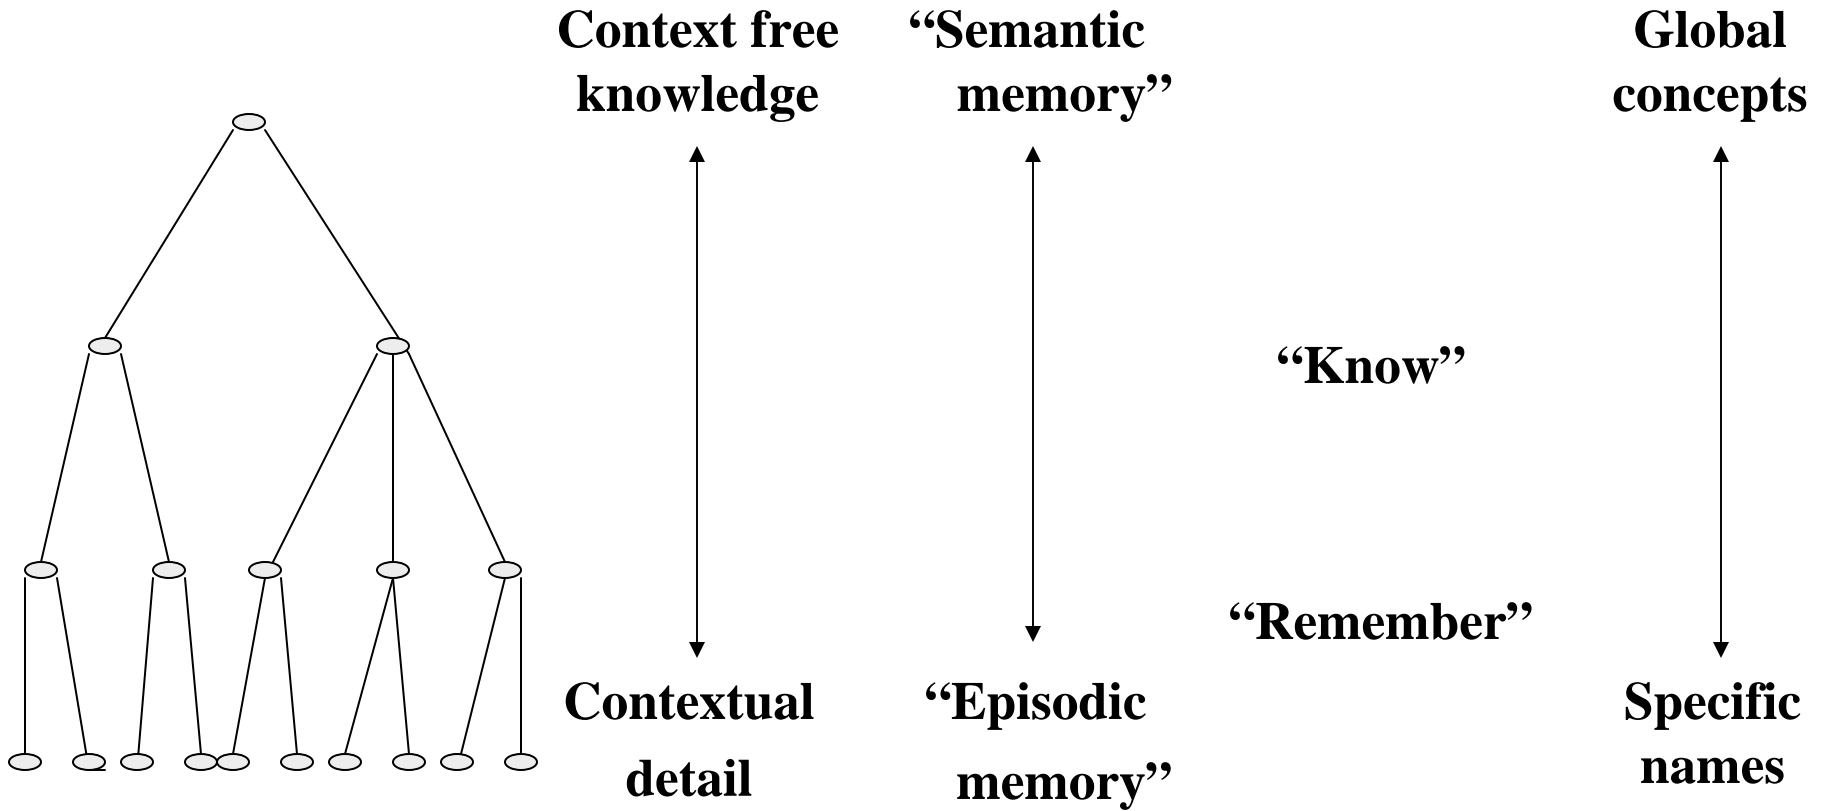 Context free
knowledge
“Semantic
memory”
Global
concepts
“Know”
“Remember”
Contextual
detail
“Episodic
memory”
Specific
names